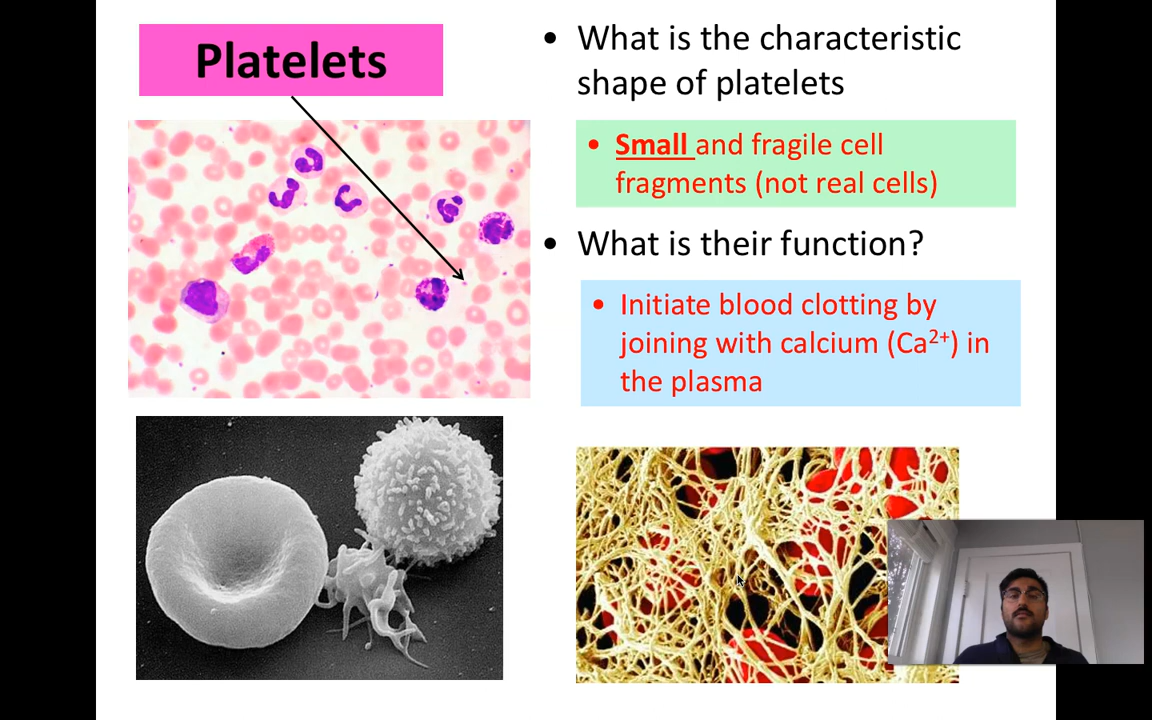 Platelets
• What is the characteristic
shape of platelets
• Small and fragile cell
fragments (not real cells)
• What is their function?
• Initiate blood clotting by
joining with calcium (Ca²⁺) in
the plasma